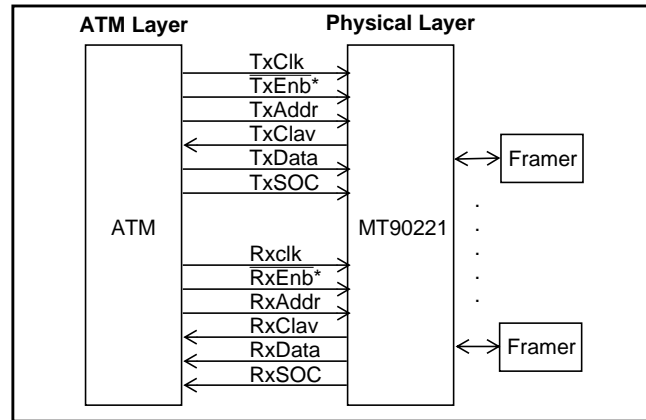 ATM Layer
Physical Layer
TxClk
TxEnb*
TxAddr
TxClav
TxData
TxSOC
Framer
ATM
MT90221
Rxclk
RxEnb*
RxAddr
RxClav
RxData
RxSOC
Framer